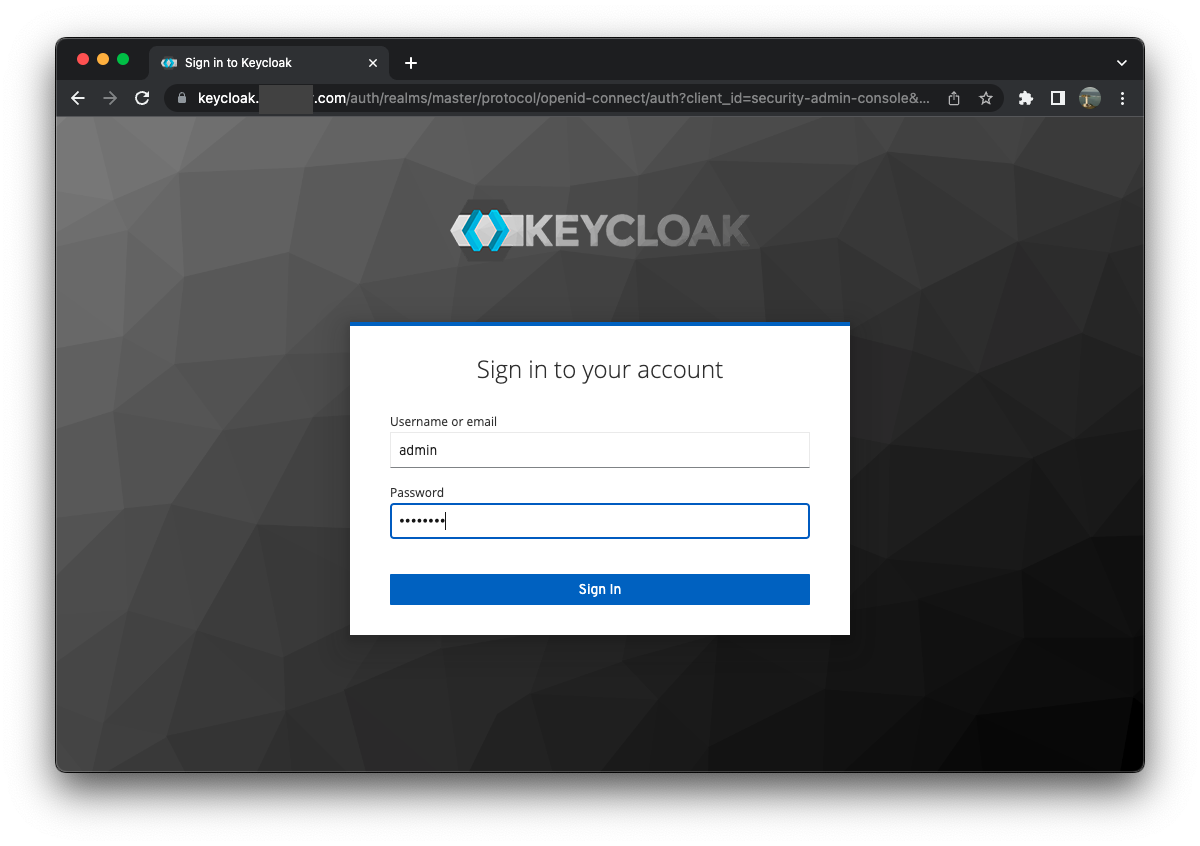 Sign in to Keycloak
keycloak. .com/auth/realms/master/protocol/openid-connect/auth?client_id=security-admin-console&...
KEYCLOAK
Sign in to your account
Username or email
admin
Password
••••••••
Sign In